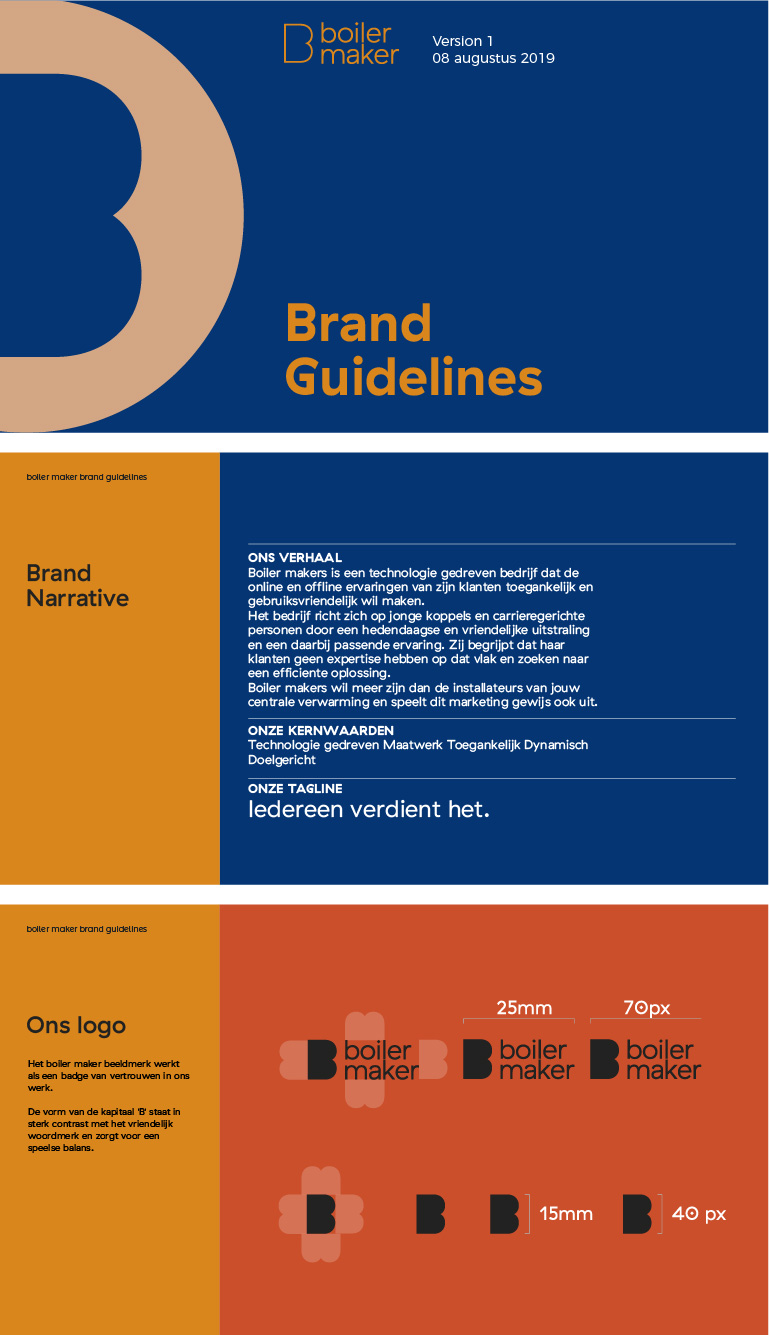 boiler
maker
Version 1
08 augustus 2019
Brand
Guidelines
boiler maker brand guidelines
Brand
Narrative
ONS VERHAAL
Boiler makers is een technologie gedreven bedrijf dat de
online en offline ervaringen van zijn klanten toegankelijk en
gebruiksvriendelijk wil maken.
Het bedrijf richt zich op jonge koppels en carrieregerichte
personen door een hedendaagse en vriendelijke uitstraling
en een daarbij passende ervaring. Zij begrijpt dat haar
klanten geen expertise hebben op dat vlak en zoeken naar
een efficiente oplossing.
Boiler makers wil meer zijn dan de installateurs van jouw
centrale verwarming en speelt dit marketing gewijs ook uit.
ONZE KERNWAARDEN
Technologie gedreven Maatwerk Toegankelijk Dynamisch
Doelgericht
ONZE TAGLINE
Iedereen verdient het.
boiler maker brand guidelines
Ons logo
Het boiler maker beeldmerk werkt
als een badge van vertrouwen in ons
werk.
De vorm van de kapitaal 'B' staat in
sterk contrast met het vriendelijk
woordmerk en zorgt voor een
speelse balans.
25mm
70px
boiler
maker
boiler
maker
boiler
maker
15mm
40 px